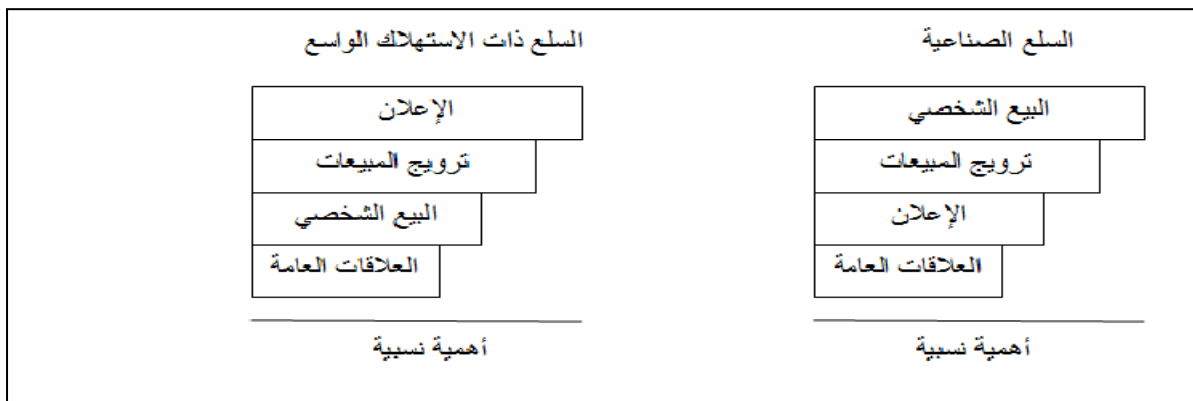 السلع الصناعية
البيع الشخصي
ترويج المبيعات
الإعلان
العلاقات العامة
أهمية نسبية
السلع ذات الاستهلاك الواسع
الإعلان
ترويج المبيعات
البيع الشخصي
العلاقات العامة
أهمية نسبية